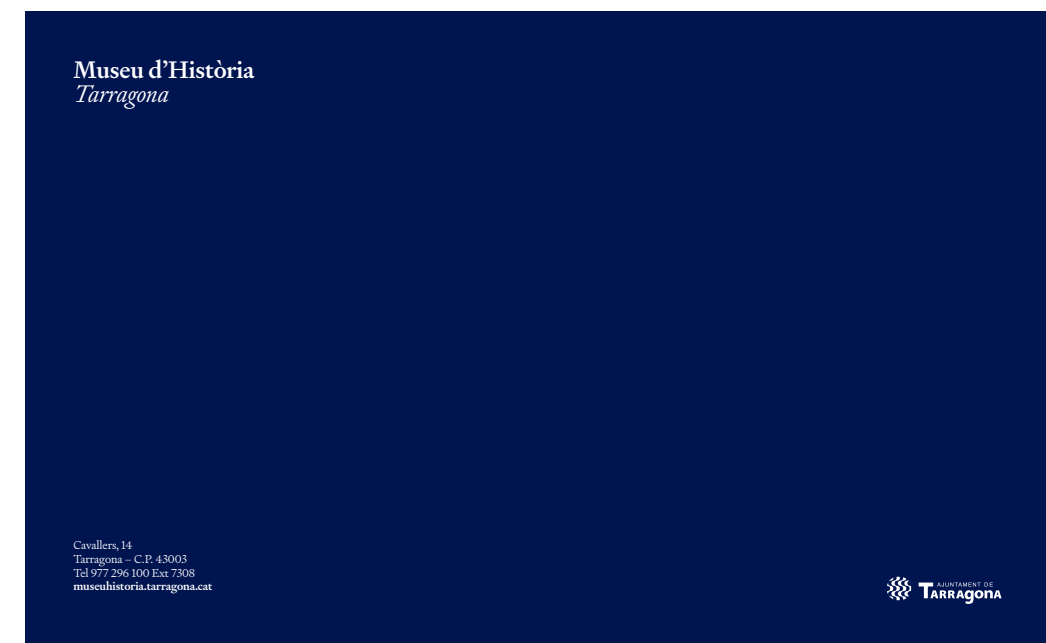 Museu d’Història
Tarragona
Cavallers, 14
Tarragona – C.P. 43003
Tel 977 296 100 Ext 7308
museuhistoria.tarragona.cat
AJUNTAMENT DE
TARRAgONA